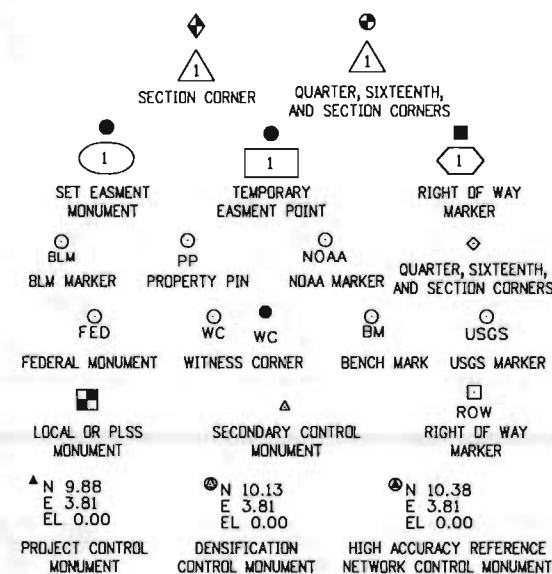 1
1
SECTION CORNER
QUARTER, SIXTEENTH,
AND SECTION CORNERS
1
1
1
SET EASMENT
MONUMENT
TEMPORARY
EASMENT POINT
RIGHT OF WAY
MARKER
BLM
PP
NOAA
BLM MARKER
PROPERTY PIN
NOAA MARKER
QUARTER, SIXTEENTH,
AND SECTION CORNERS
FED
WC
WC
BM
USGS
FEDERAL MONUMENT
WITNESS CORNER
BENCH MARK
USGS MARKER
ROW
LOCAL OR PLSS
MONUMENT
SECONDARY CONTROL
MONUMENT
RIGHT OF WAY
MARKER
N 9.88
E 3.81
EL 0.00
N 10.13
E 3.81
EL 0.00
N 10.38
E 3.81
EL 0.00
PROJECT CONTROL
MONUMENT
DENSIFICATION
CONTROL MONUMENT
HIGH ACCURACY REFERENCE
NETWORK CONTROL MONUMENT